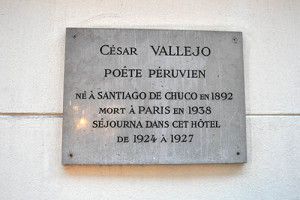 César VALLEJO
POÊTE PÉRUVIEN
NÉ À SANTIAGO DE CHUCO EN 1892
MORT À PARIS EN 1938
SÉJOURNA DANS CET HÔTEL
DE 1924 À 1927